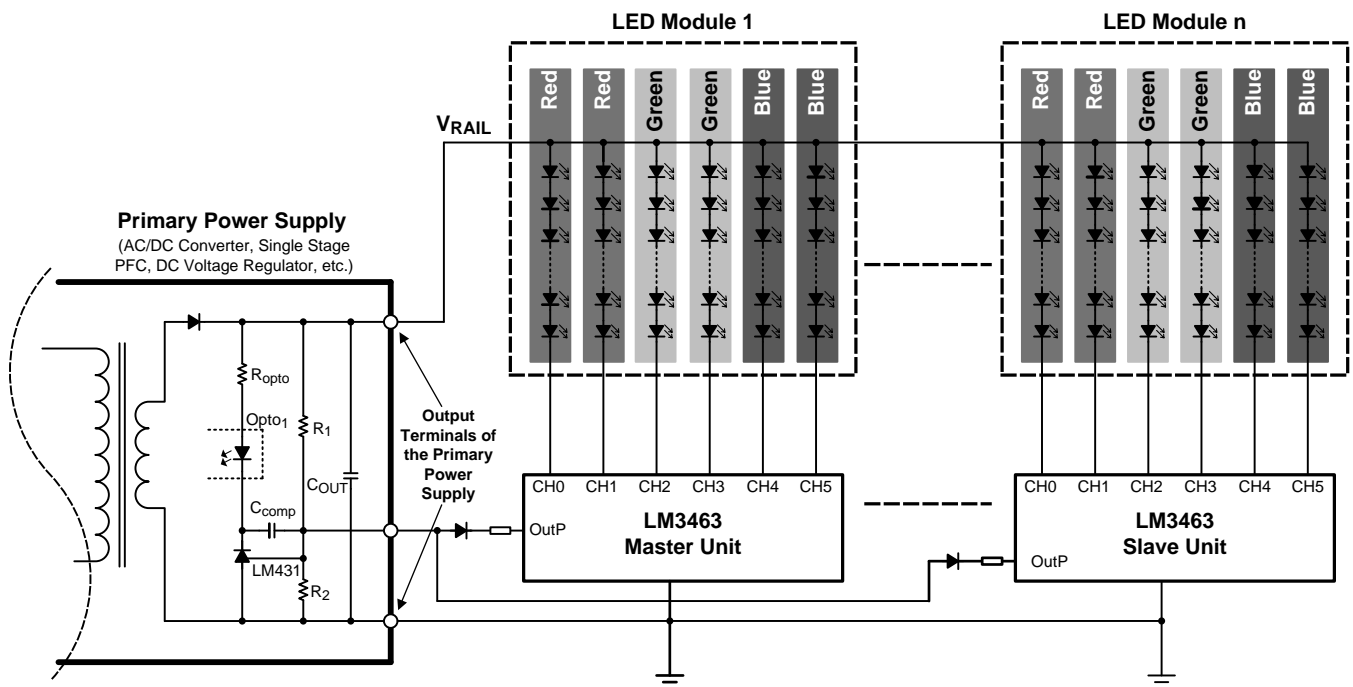 LED Module 1
LED Module n
Red
Red
Green
Green
Blue
Blue
Red
Red
Green
Green
Blue
Blue
VRAIL
Primary Power Supply
(AC/DC Converter, Single Stage
PFC, DC Voltage Regulator, etc.)
Ropto
Opto1
R1
COUT
Ccomp
LM431
R2
Output
Terminals of
the Primary
Power
Supply
CH0 CH1 CH2 CH3 CH4 CH5
OutP
LM3463
Master Unit
CH0 CH1 CH2 CH3 CH4 CH5
LM3463
Slave Unit
OutP